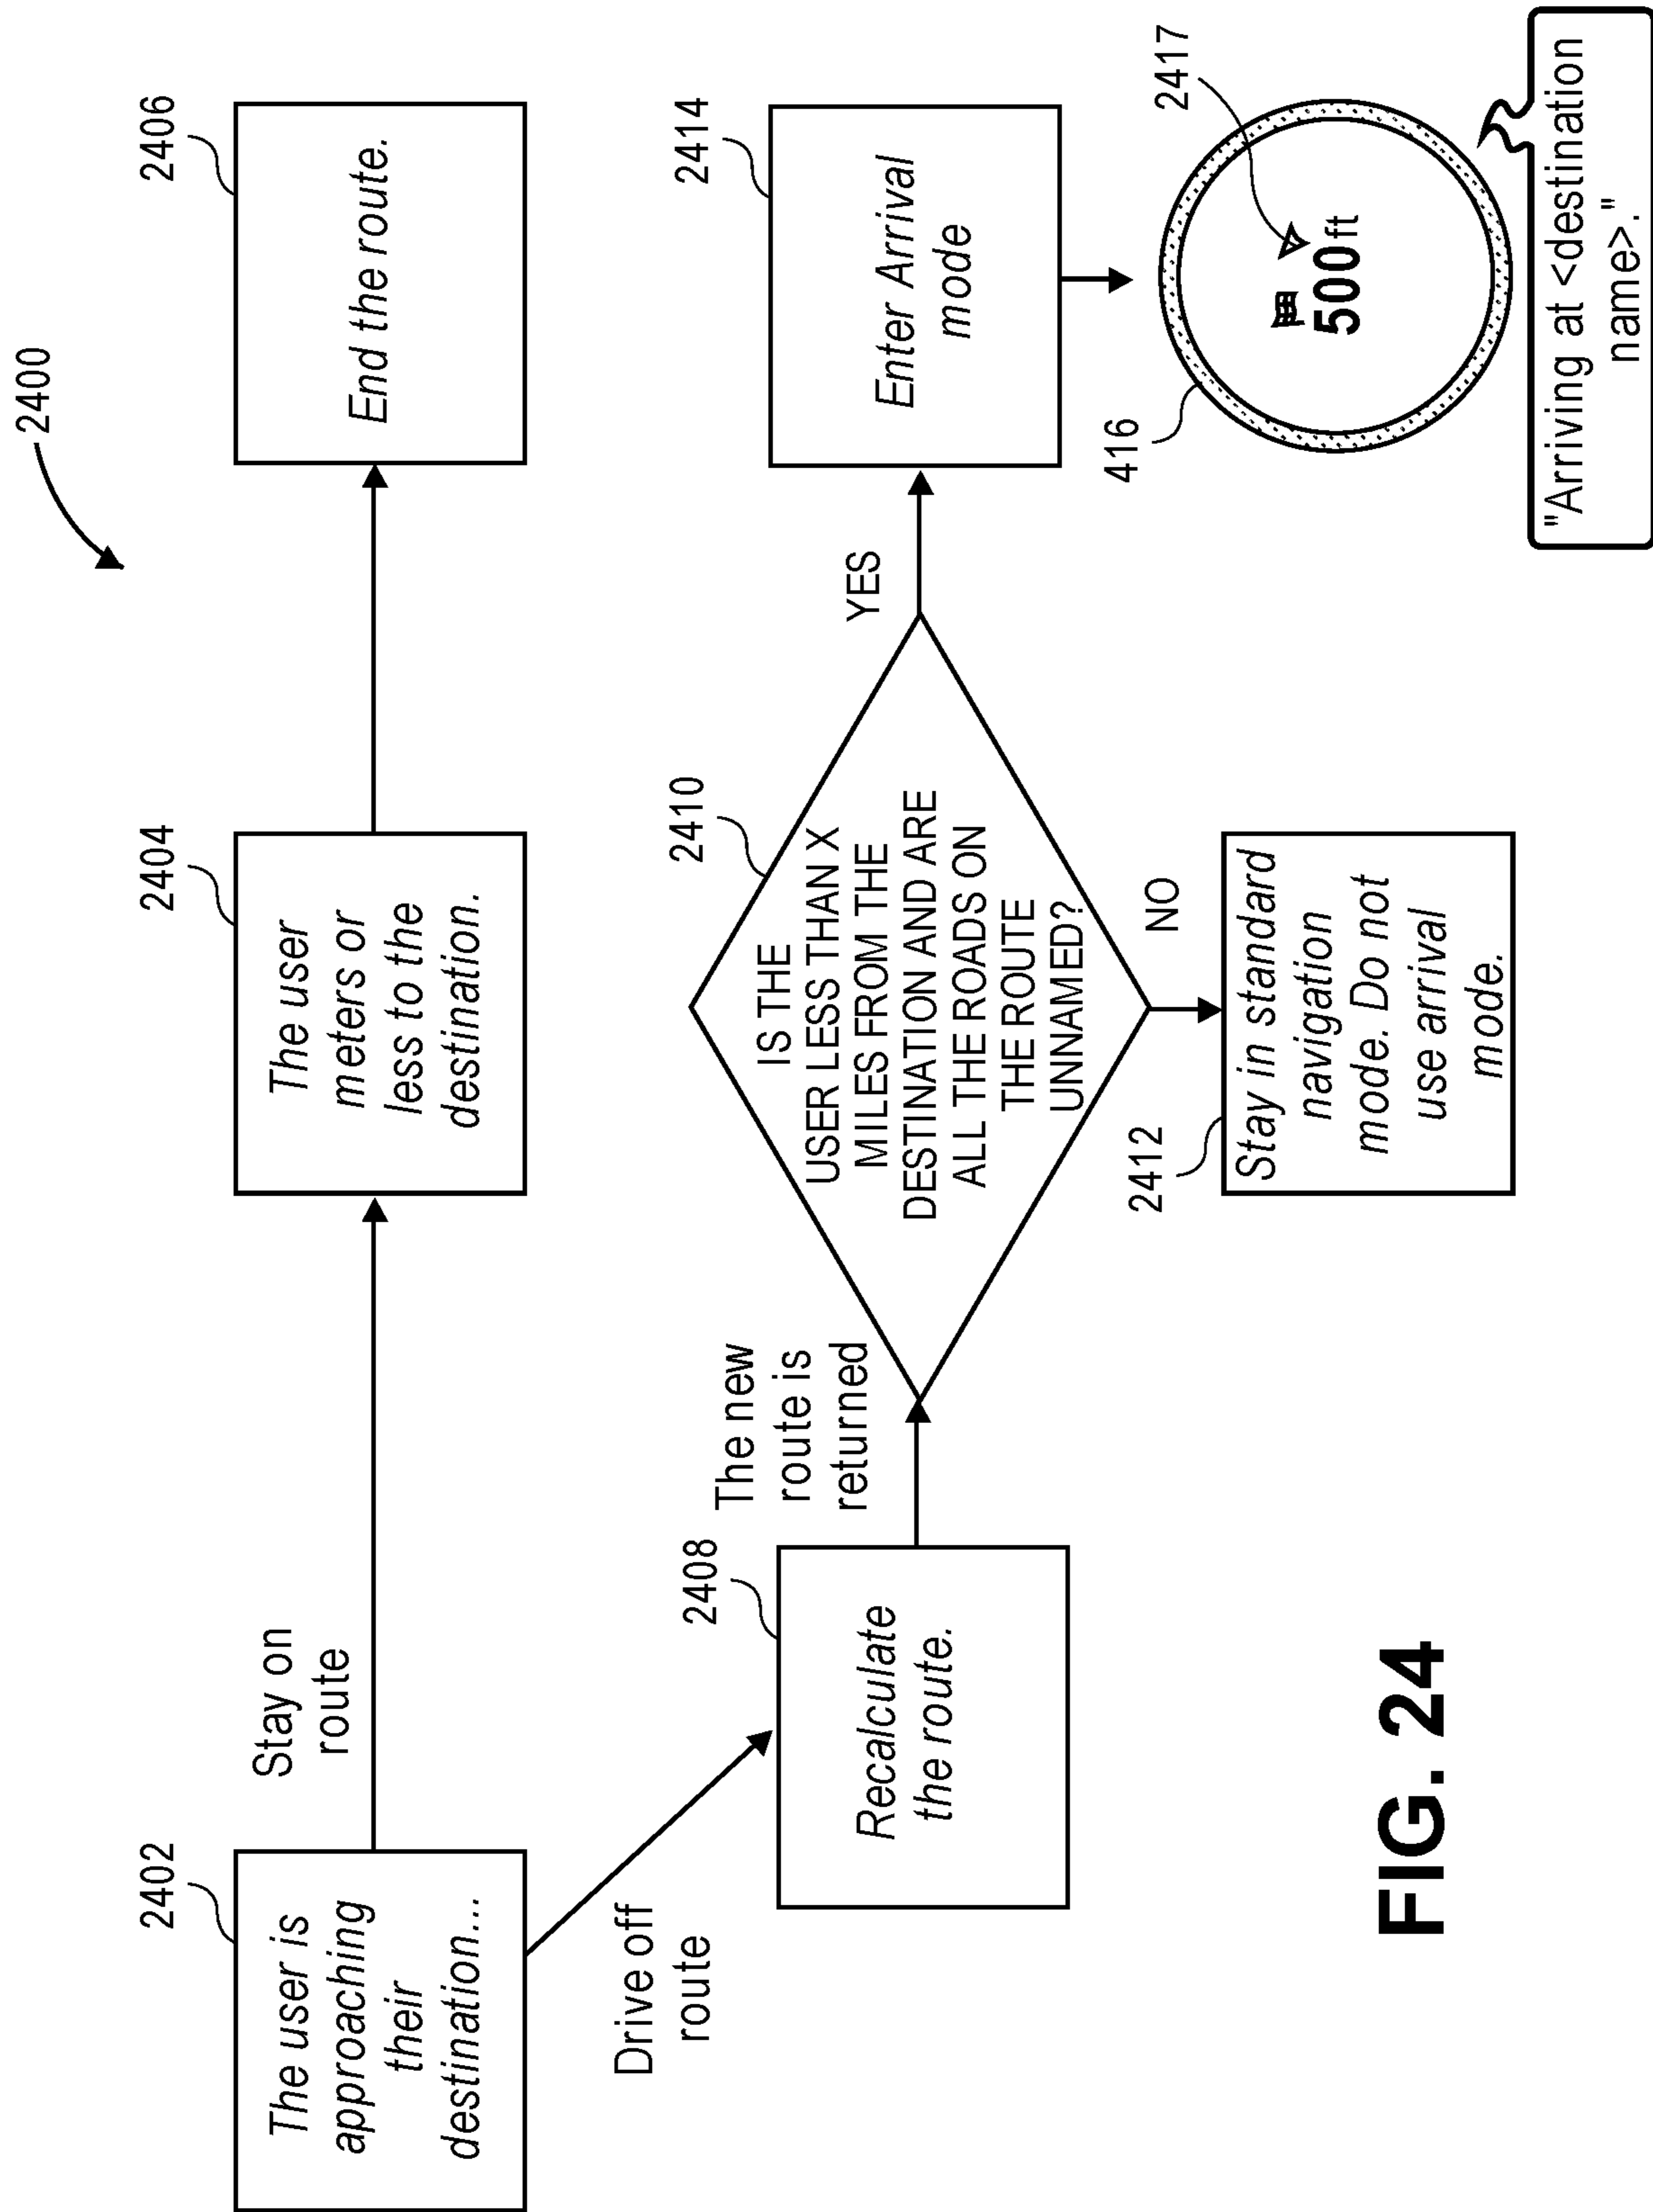 2400
2402
The user is
approaching
their
destination...
Stay on
route
2404
The user
meters or
less to the
destination.
2406
End the route.
Drive off
route
2408
Recalculate
the route.
The new
route is
returned
2410
IS THE
USER LESS THAN X
MILES FROM THE
DESTINATION AND ARE
ALL THE ROADS ON
THE ROUTE
UNNAMED?
YES
2414
Enter Arrival
mode
NO
2412
Stay in standard
navigation
mode. Do not
use arrival
mode.
416
2417
500 ft
"Arriving at <destination
name>."
FIG. 24